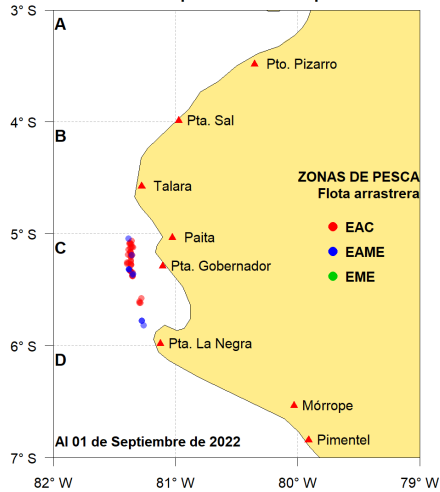 3° S
A
Pto. Pizarro
4° S
Pta. Sal
B
ZONAS DE PESCA
Flota arrastrera
Talara
EAC
5° S
Paita
C
EAME
Pta. Gobernador
EME
6° S
Pta. La Negra
D
Mórrope
Al 01 de Septiembre de 2022
Pimentel
7° S
82° W
81° W
80° W
79° W